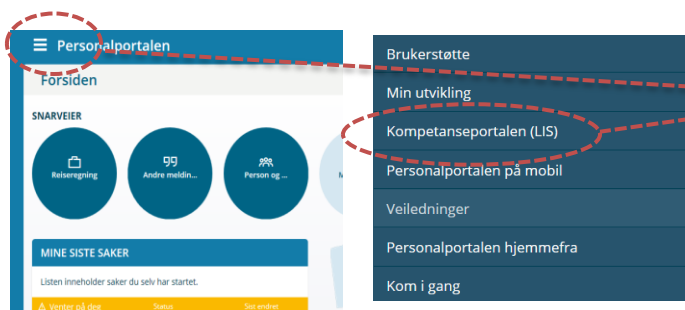 Personalportalen
Forsiden
SNARVEIER
Reiseregning
Andre meldin...
Person og ...
MINE SISTE SAKER
Listen inneholder saker du selv har startet.
Venter på deg Status Sist endret
Brukerstøtte
Min utvikling
Kompetanseportalen (LIS)
Personalportalen på mobil
Veiledninger
Personalportalen hjemmefra
Kom i gang